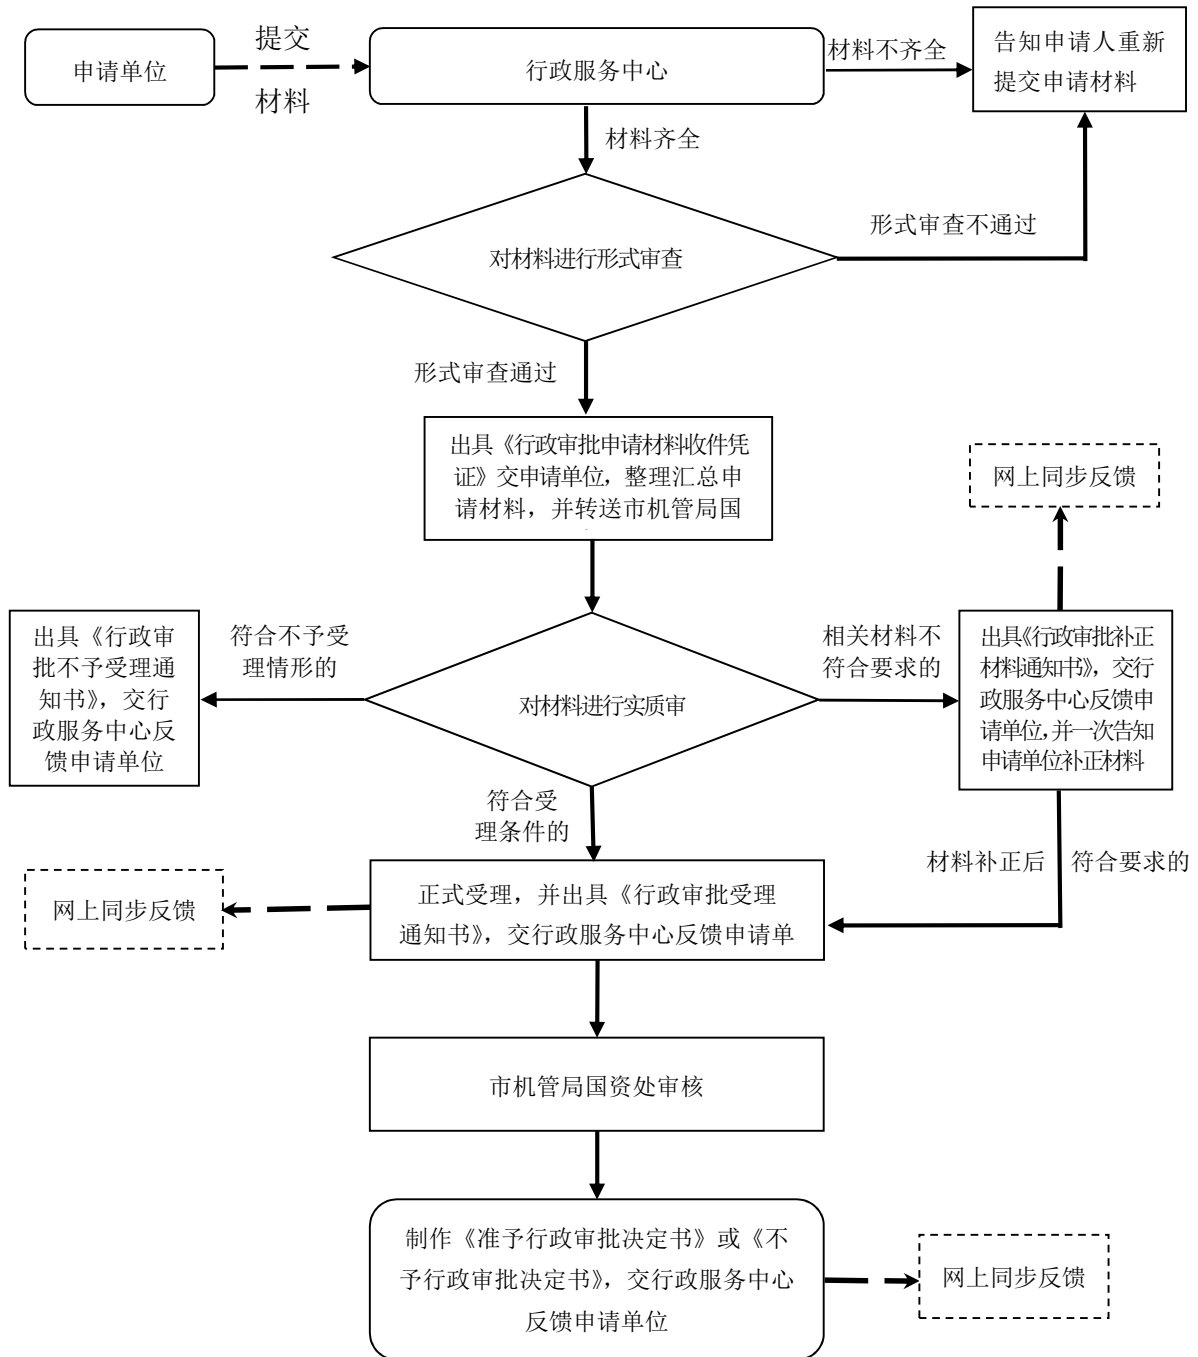 申请单位
提交
材料
行政服务中心
材料不齐全
告知申请人重新
提交申请材料
材料齐全
对材料进行形式审查
形式审查不通过
形式审查通过
出具《行政审批申请材料收件凭
证》交申请单位，整理汇总申
请材料，并转送市机管局国
网上同步反馈
出具《行政审
批不予受理通
知书》，交行
政服务中心反
馈申请单位
符合不予受
理情形的
对材料进行实质审
相关材料不
符合要求的
出具《行政审批补正
材料通知书》，交行
政服务中心反馈申
请单位，并一次告知
申请单位补正材料
符合受
理条件的
材料补正后
符合要求的
网上同步反馈
正式受理，并出具《行政审批受理
通知书》，交行政服务中心反馈申请单
市机管局国资处审核
制作《准予行政审批决定书》或《不
予行政审批决定书》，交行政服务中心
反馈申请单位
网上同步反馈